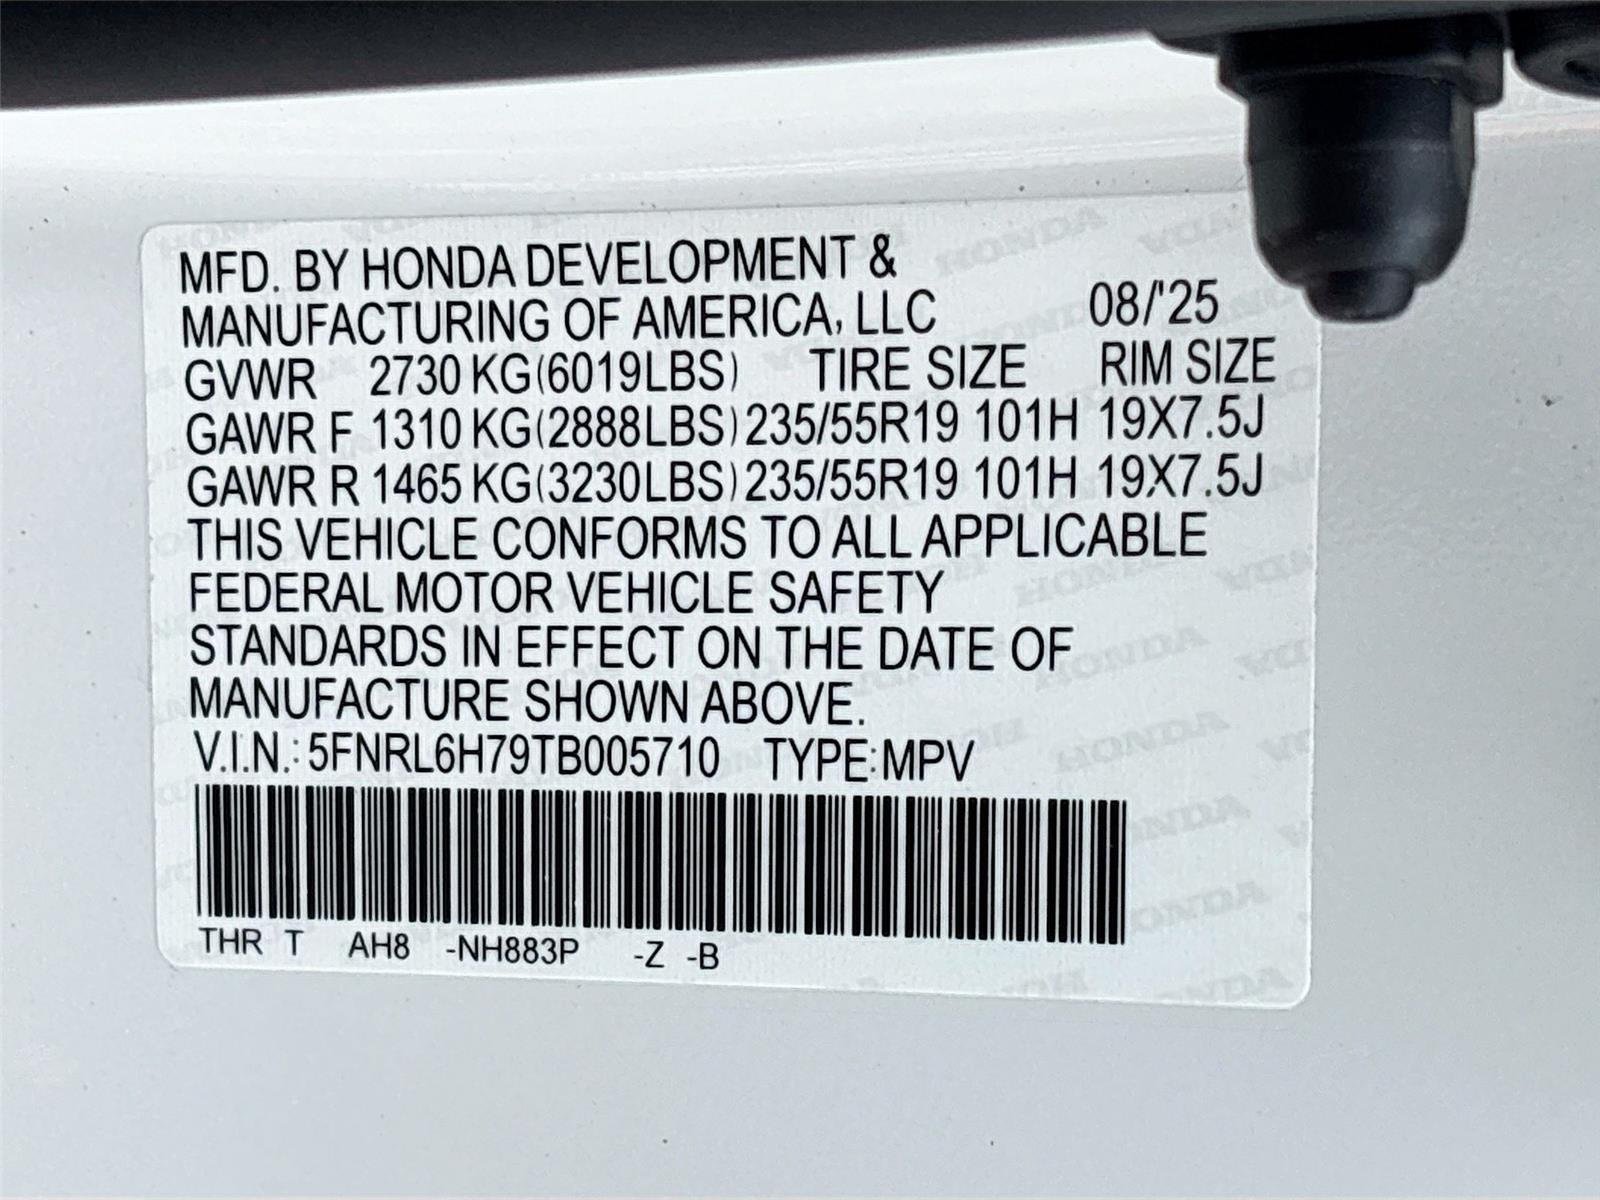 MFD. BY HONDA DEVELOPMENT &
MANUFACTURING OF AMERICA, LLC 08/'25
GVWR 2730 KG(6019LBS) TIRE SIZE RIM SIZE
GAWR F 1310 KG(2888LBS) 235/55R19 101H 19X7.5J
GAWR R 1465 KG(3230LBS) 235/55R19 101H 19X7.5J
THIS VEHICLE CONFORMS TO ALL APPLICABLE
FEDERAL MOTOR VEHICLE SAFETY
STANDARDS IN EFFECT ON THE DATE OF
MANUFACTURE SHOWN ABOVE.
V.I.N.: 5FNRL6H79TB005710 TYPE:MPV
THR T AH8 -NH883P -Z -B